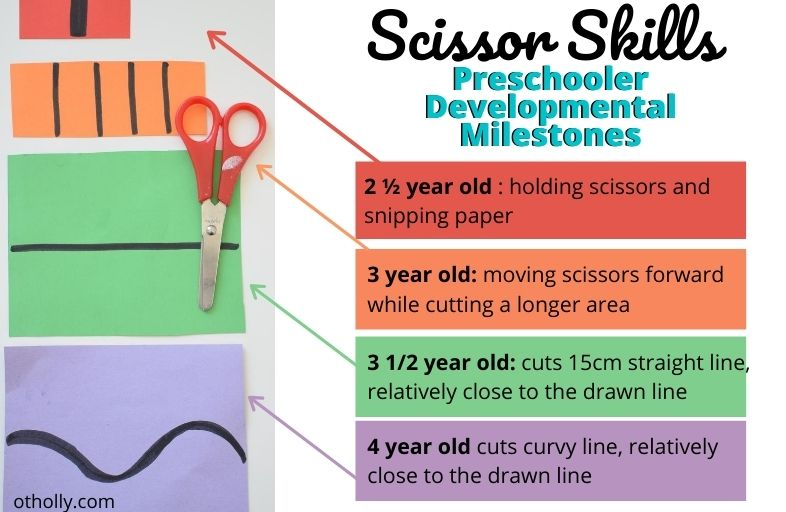 Scissor Skills
Preschooler
Developmental
Milestones
2 ½ year old : holding scissors and
snipping paper
3 year old: moving scissors forward
while cutting a longer area
3 1/2 year old: cuts 15cm straight line,
relatively close to the drawn line
4 year old cuts curvy line, relatively
close to the drawn line
otholly.com